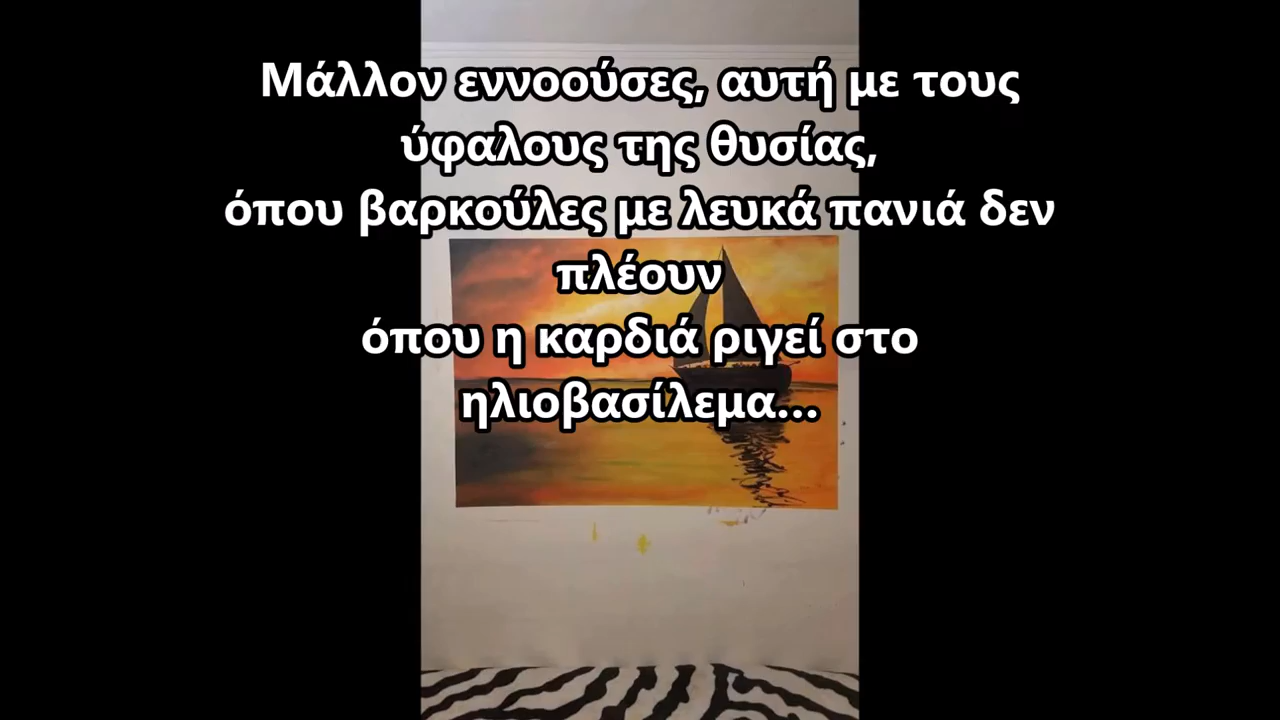 Μάλλον εννοούσες, αυτή με τους
ύφαλους της θυσίας,
όπου βαρκούλες με λευκά πανιά δεν
πλέουν
όπου η καρδιά ριγεί στο
ηλιοβασίλεμα...